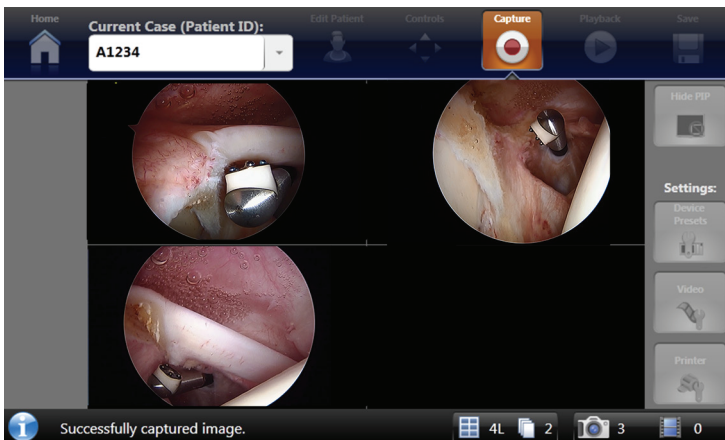 Home
Current Case (Patient ID):
Edit Patient
Controls
Capture
Playback
Save
A1234
Hide PIP
Settings:
Device
Presets
Video
Printer
Successfully captured image.
4L
2
3
0